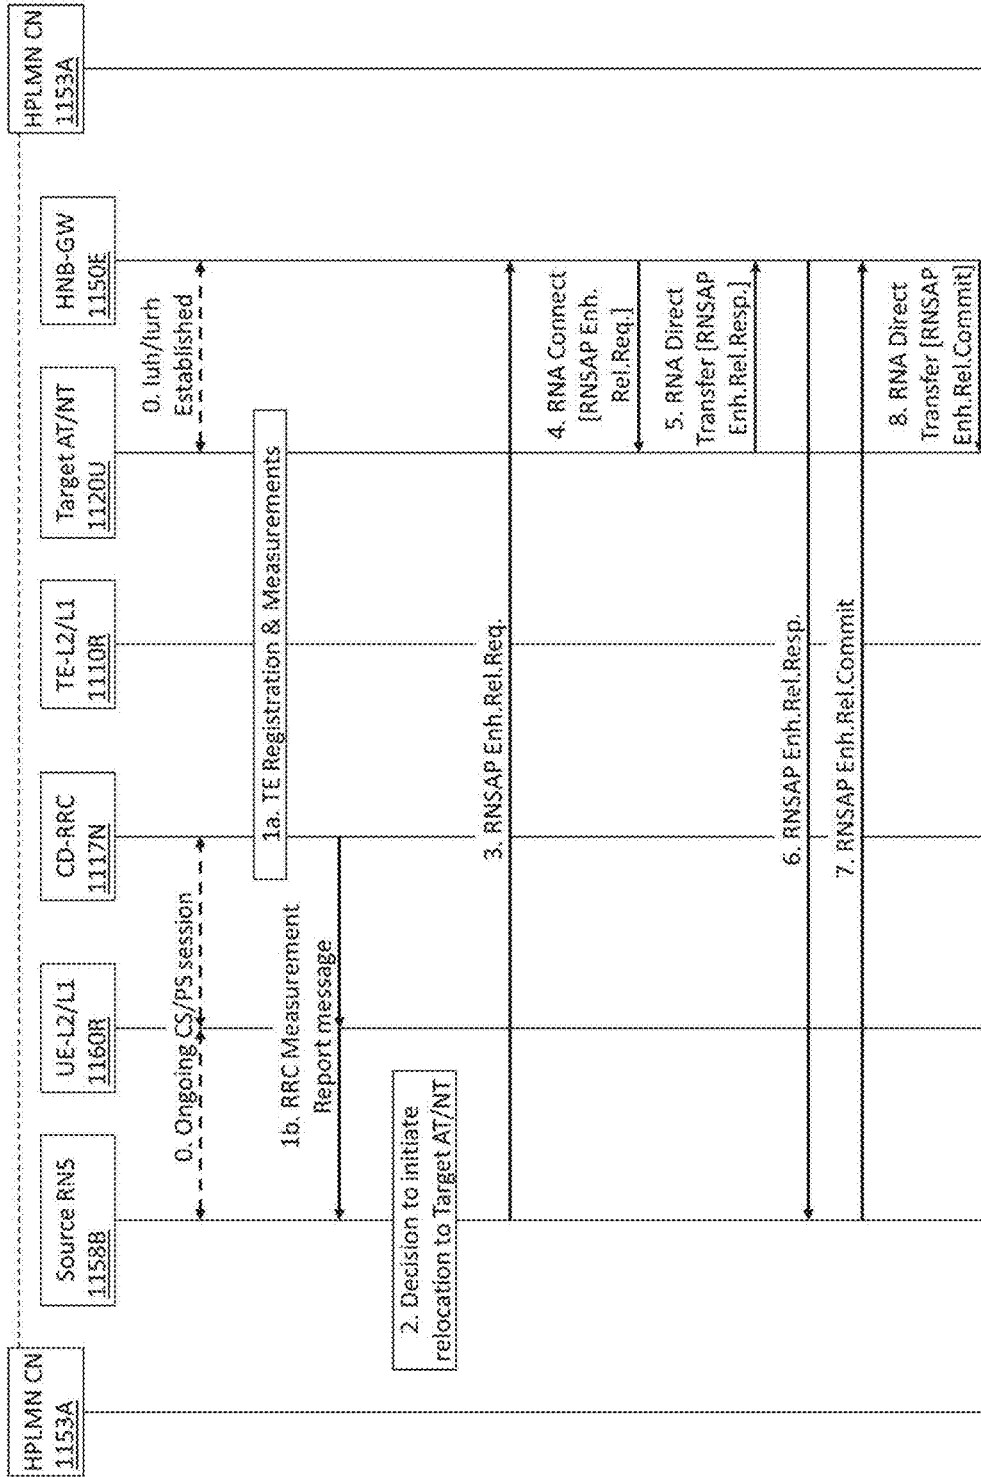 HPLMN CN
1153A
Source RNS
1158B
UE-L2/L1
1160R
CD-RRC
1117N
TE-L2/L1
1110R
Target AT/NT
1120U
HNB-GW
1150E
HPLMN CN
1153A
0. Ongoing CS/PS session
0. Iuh/Iurh
Established
1a. TE Registration & Measurements
1b. RRC Measurement
Report message
2. Decision to initiate
relocation to Target AT/NT
3. RNSAP Enh.Rel.Req.
4. RNA Connect
[RNSAP Enh.
Rel.Req.]
5. RNA Direct
Transfer [RNSAP
Enh.Rel.Resp.]
6. RNSAP Enh.Rel.Resp.
7. RNSAP Enh.Rel.Commit
8. RNA Direct
Transfer [RNSAP
Enh.Rel.Commit]